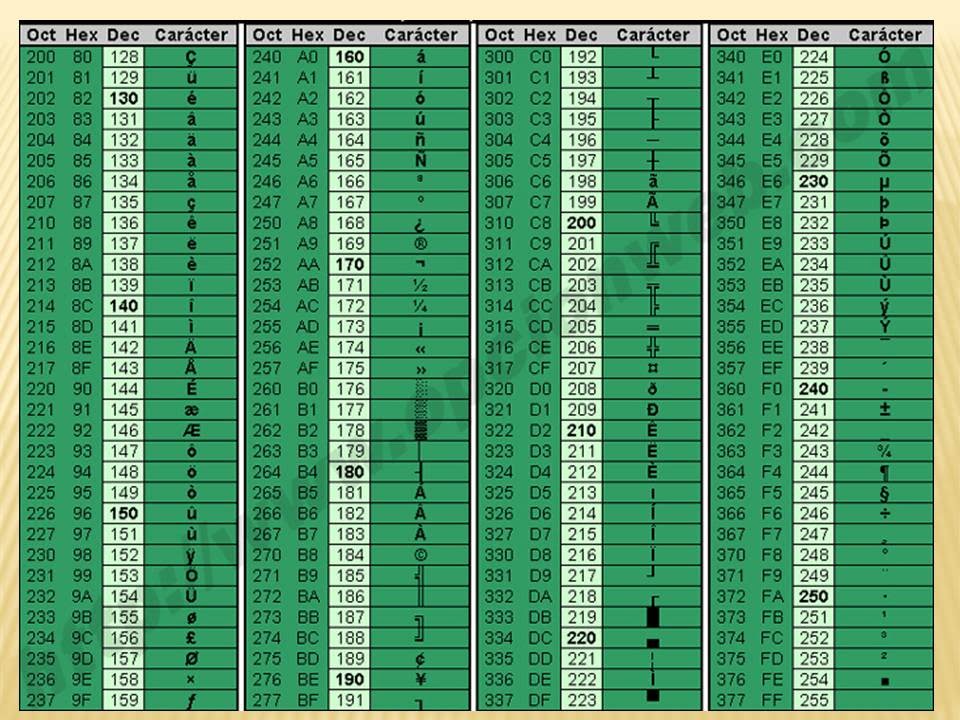 Oct Hex Dec Carácter Oct Hex Dec Carácter Oct Hex Dec Carácter Oct Hex Dec Carácter
200 80 128 Ç 240 A0 160 á 300 C0 192 └ 340 E0 224 Ó
201 81 129 ü 241 A1 161 í 301 C1 193 ┴ 341 E1 225 ß
202 82 130 é 242 A2 162 ó 302 C2 194 ┬ 342 E2 226 Ô
203 83 131 â 243 A3 163 ú 303 C3 195 ├ 343 E3 227 Ò
204 84 132 ä 244 A4 164 ñ 304 C4 196 ─ 344 E4 228 õ
205 85 133 à 245 A5 165 Ñ 305 C5 197 ┼ 345 E5 229 Õ
206 86 134 å 246 A6 166 ª 306 C6 198 ã 346 E6 230 µ
207 87 135 ç 247 A7 167 º 307 C7 199 Ã 347 E7 231 þ
210 88 136 ê 250 A8 168 ¿ 310 C8 200 ╚ 350 E8 232 Þ
211 89 137 ë 251 A9 169 ® 311 C9 201 ╔ 351 E9 233 Ú
212 8A 138 è 252 AA 170 ¬ 312 CA 202 ╩ 352 EA 234 Û
213 8B 139 ï 253 AB 171 ½ 313 CB 203 ╦ 353 EB 235 Ù
214 8C 140 î 254 AC 172 ¼ 314 CC 204 ╠ 354 EC 236 ý
215 8D 141 ì 255 AD 173 ¡ 315 CD 205 ═ 355 ED 237 Ý
216 8E 142 Ä 256 AE 174 « 316 CE 206 ╬ 356 EE 238 ¯
217 8F 143 Å 257 AF 175 » 317 CF 207 ¤ 357 EF 239 ´
220 90 144 É 260 B0 176 ░ 320 D0 208 ð 360 F0 240 -
221 91 145 æ 261 B1 177 ▒ 321 D1 209 Ð 361 F1 241 ±
222 92 146 Æ 262 B2 178 ▓ 322 D2 210 Ê 362 F2 242 _
223 93 147 ô 263 B3 179 │ 323 D3 211 Ë 363 F3 243 ¾
224 94 148 ö 264 B4 180 ┤ 324 D4 212 È 364 F4 244 ¶
225 95 149 ò 265 B5 181 Á 325 D5 213 ı 365 F5 245 §
226 96 150 û 266 B6 182 Â 326 D6 214 Í 366 F6 246 ÷
227 97 151 ù 267 B7 183 À 327 D7 215 Î 367 F7 247 ¸
230 98 152 ÿ 270 B8 184 © 330 D8 216 Ï 370 F8 248 °
231 99 153 Ö 271 B9 185 ╣ 331 D9 217 ┘ 371 F9 249 ¨
232 9A 154 Ü 272 BA 186 ║ 332 DA 218 ┌ 372 FA 250 ·
233 9B 155 ø 273 BB 187 ╗ 333 DB 219 █ 373 FB 251 ¹
234 9C 156 £ 274 BC 188 ╝ 334 DC 220 ▄ 374 FC 252 ³
235 9D 157 Ø 275 BD 189 ¢ 335 DD 221 ¦ 375 FD 253 ²
236 9E 158 × 276 BE 190 ¥ 336 DE 222 Ì 376 FE 254 ■
237 9F 159 ƒ 277 BF 191 ┐ 337 DF 223 ▀ 377 FF 255